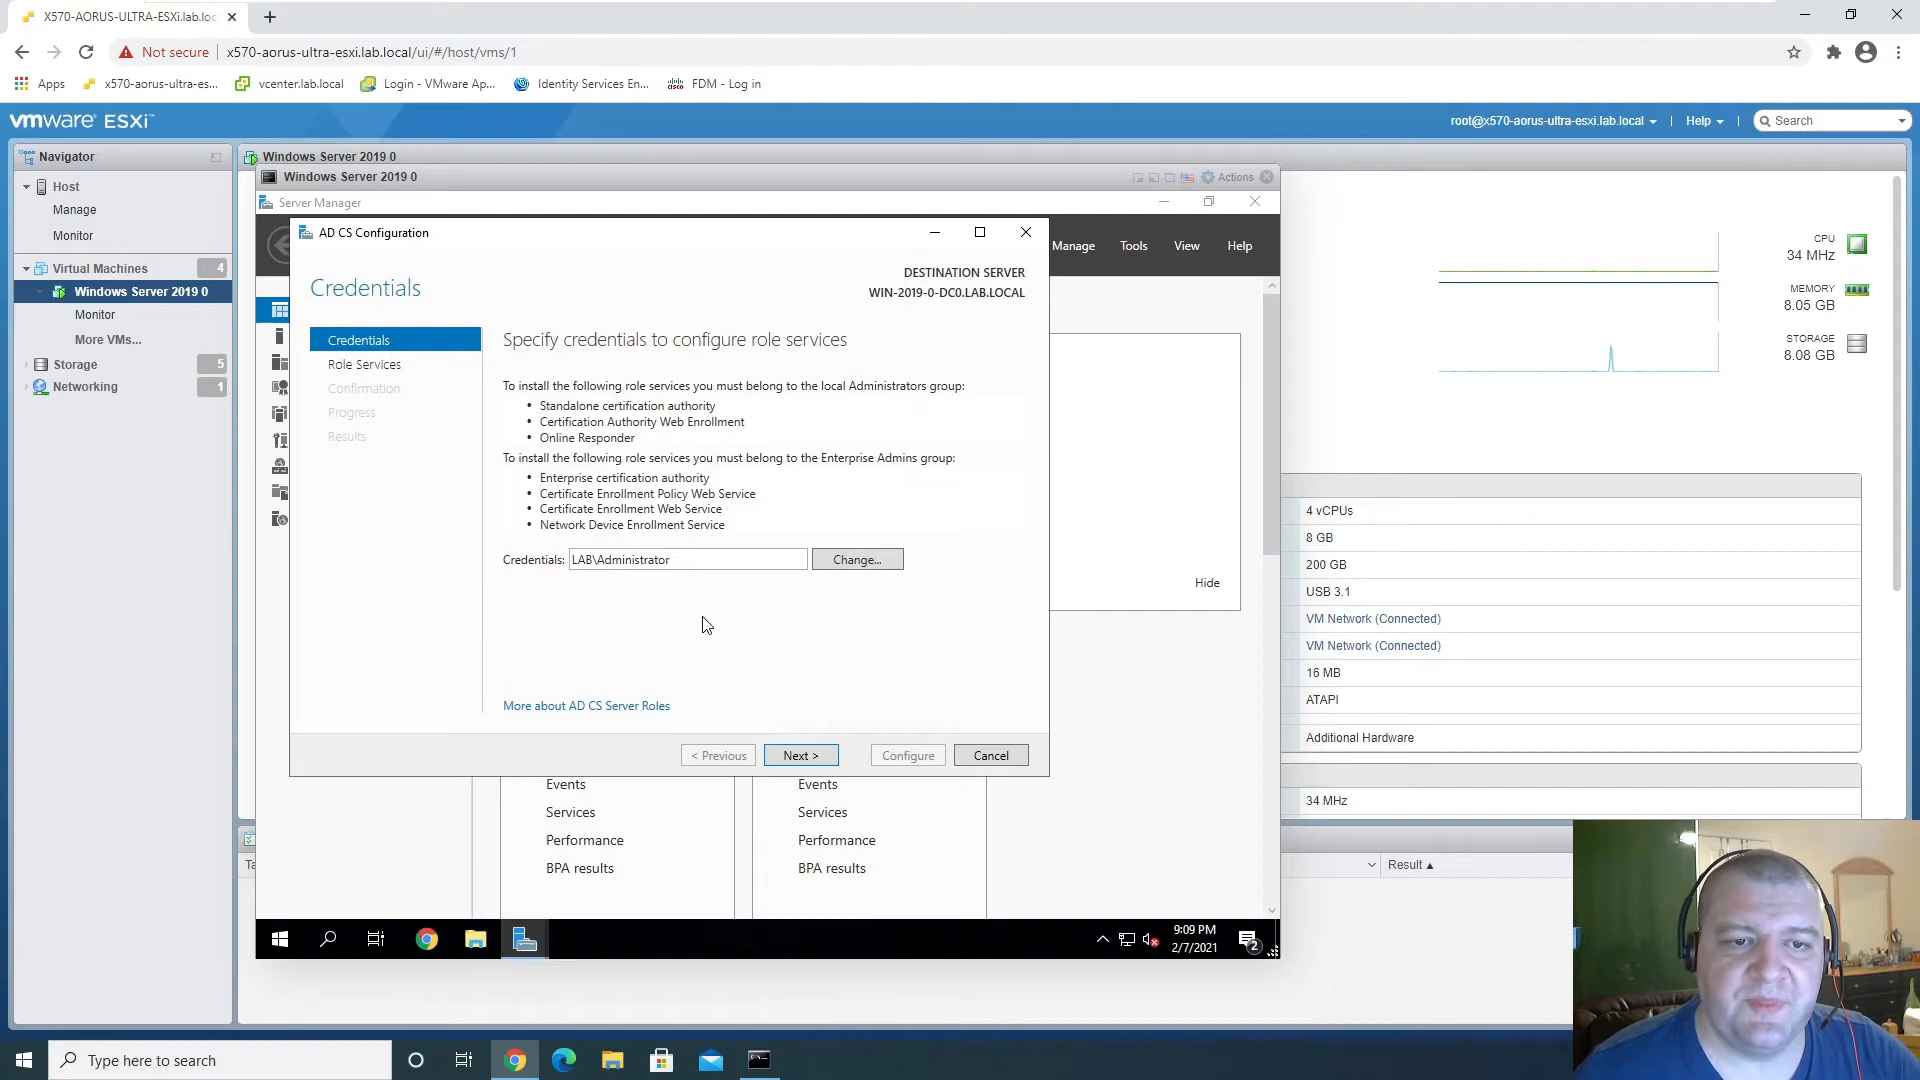 X570-AORUS-ULTRA-ESXi.lab.loc
Not secure
x570-aorus-ultra-esxi.lab.local/ui/#/host/vms/1
Apps
x570-aorus-ultra-es...
vcenter.lab.local
Login - VMware Ap...
Identity Services En...
FDM - Log in
vmware ESXi
root@x570-aorus-ultra-esxi.lab.local
Help
Search
Navigator
Host
Manage
Monitor
Virtual Machines
4
Windows Server 2019 0
Monitor
More VMs...
Storage
5
Networking
1
Windows Server 2019 0
Windows Server 2019 0
Actions
Server Manager
Manage
Tools
View
Help
AD CS Configuration
Credentials
DESTINATION SERVER
WIN-2019-0-DC0.LAB.LOCAL
Credentials
Role Services
Confirmation
Progress
Results
Specify credentials to configure role services
To install the following role services you must belong to the local Administrators group:
• Standalone certification authority
• Certification Authority Web Enrollment
• Online Responder
To install the following role services you must belong to the Enterprise Admins group:
• Enterprise certification authority
• Certificate Enrollment Policy Web Service
• Certificate Enrollment Web Service
• Network Device Enrollment Service
Credentials:
LAB\Administrator
Change...
More about AD CS Server Roles
< Previous
Next >
Configure
Cancel
Hide
Events
Services
Performance
BPA results
Events
Services
Performance
BPA results
9:09 PM
2/7/2021
2
CPU
34 MHz
MEMORY
8.05 GB
STORAGE
8.08 GB
4 vCPUs
8 GB
200 GB
USB 3.1
VM Network (Connected)
VM Network (Connected)
16 MB
ATAPI
Additional Hardware
34 MHz
Ta
Result
Type here to search